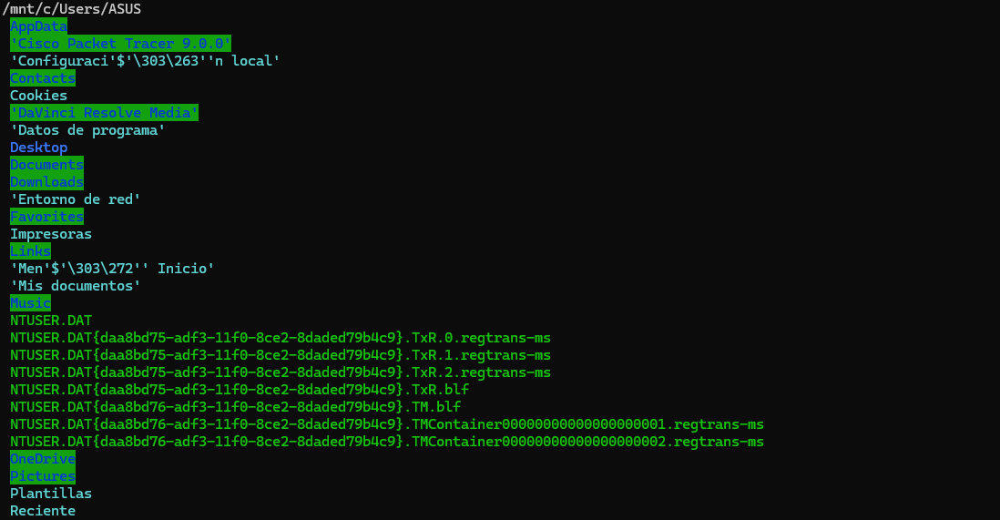 /mnt/c/Users/ASUS
AppData
'Cisco Packet Tracer 9.0.0'
'Configuraci'$'\303\263''n local'
Contacts
Cookies
'DaVinci Resolve Media'
'Datos de programa'
Desktop
Documents
Downloads
'Entorno de red'
Favorites
Impresoras
Links
'Men'$'\303\272'' Inicio'
'Mis documentos'
Music
NTUSER.DAT
NTUSER.DAT{daa8bd75-adf3-11f0-8ce2-8daded79b4c9}.TxR.0.regtrans-ms
NTUSER.DAT{daa8bd75-adf3-11f0-8ce2-8daded79b4c9}.TxR.1.regtrans-ms
NTUSER.DAT{daa8bd75-adf3-11f0-8ce2-8daded79b4c9}.TxR.2.regtrans-ms
NTUSER.DAT{daa8bd75-adf3-11f0-8ce2-8daded79b4c9}.TxR.blf
NTUSER.DAT{daa8bd76-adf3-11f0-8ce2-8daded79b4c9}.TM.blf
NTUSER.DAT{daa8bd76-adf3-11f0-8ce2-8daded79b4c9}.TMContainer00000000000000000001.regtrans-ms
NTUSER.DAT{daa8bd76-adf3-11f0-8ce2-8daded79b4c9}.TMContainer00000000000000000002.regtrans-ms
OneDrive
Pictures
Plantillas
Reciente